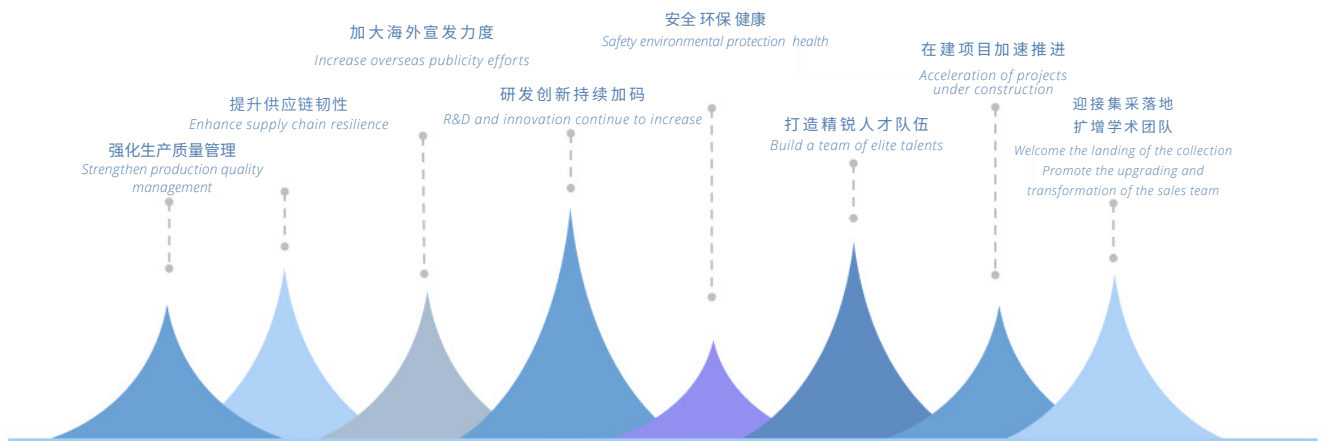 强化生产质量管理
Strengthen production quality
management
提升供应链韧性
Enhance supply chain resilience
加大海外宣发力度
Increase overseas publicity efforts
研发创新持续加码
R&D and innovation continue to increase
安全环保健康
Safety environmental protection health
打造精锐人才队伍
Build a team of elite talents
在建项目加速推进
Acceleration of projects
under construction
迎接集采落地
扩增学术团队
Welcome the landing of the collection
Promote the upgrading and
transformation of the sales team